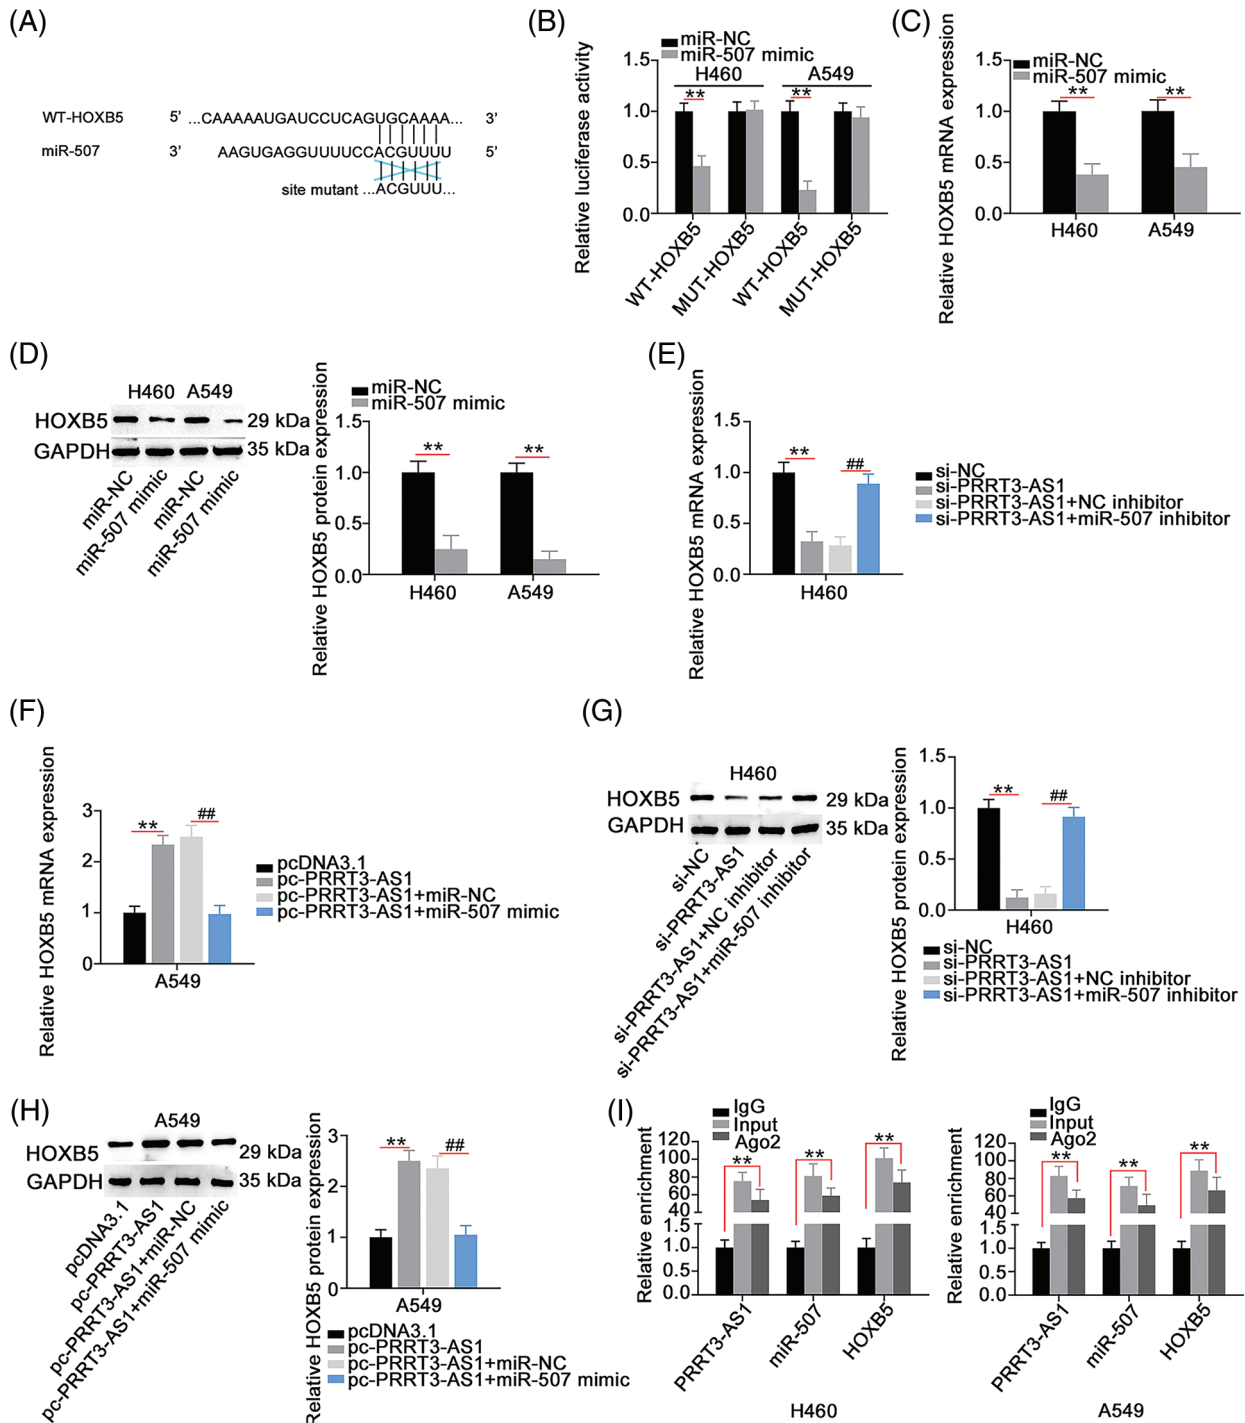 (A)
WT-HOXB5 5' ...CAAAAAUGAUCCUCAGUGCAAAA... 3'
miR-507 3' AAGUGAGGUUUUCCACGUUUUU 5'
site mutant ...ACGUUU...
(B)
miR-NC
miR-507 mimic
Relative luciferase activity
1.5
1.0
0.5
0.0
H460
A549
**
**
WT-HOXB5
MUT-HOXB5
WT-HOXB5
MUT-HOXB5
(C)
miR-NC
miR-507 mimic
Relative HOXB5 mRNA expression
1.5
1.0
0.5
0.0
**
**
H460
A549
(D)
H460 A549
HOXB5
29 kDa
GAPDH
35 kDa
miR-NC
miR-507 mimic
miR-NC
miR-507 mimic
Relative HOXB5 protein expression
miR-NC
miR-507 mimic
1.5
1.0
0.5
0.0
**
**
H460
A549
(E)
Relative HOXB5 mRNA expression
1.5
1.0
0.5
0.0
**
##
H460
si-NC
si-PRRT3-AS1
si-PRRT3-AS1+NC inhibitor
si-PRRT3-AS1+miR-507 inhibitor
(F)
Relative HOXB5 mRNA expression
3
2
1
0
**
##
A549
pcDNA3.1
pc-PRRT3-AS1
pc-PRRT3-AS1+miR-NC
pc-PRRT3-AS1+miR-507 mimic
(G)
H460
HOXB5
29 kDa
GAPDH
35 kDa
si-NC
si-PRRT3-AS1
si-PRRT3-AS1+NC inhibitor
si-PRRT3-AS1+miR-507 inhibitor
Relative HOXB5 protein expression
1.5
1.0
0.5
0.0
**
##
H460
si-NC
si-PRRT3-AS1
si-PRRT3-AS1+NC inhibitor
si-PRRT3-AS1+miR-507 inhibitor
(H)
A549
HOXB5
29 kDa
GAPDH
35 kDa
pcDNA3.1
pc-PRRT3-AS1
pc-PRRT3-AS1+miR-NC
pc-PRRT3-AS1+miR-507 mimic
Relative HOXB5 protein expression
3
2
1
0
**
##
A549
pcDNA3.1
pc-PRRT3-AS1
pc-PRRT3-AS1+miR-NC
pc-PRRT3-AS1+miR-507 mimic
(I)
IgG
Input
Ago2
Relative enrichment
120
100
80
60
40
1.5
1.0
0.5
0.0
**
**
**
PRRT3-AS1
miR-507
HOXB5
H460
IgG
Input
Ago2
Relative enrichment
120
100
80
60
40
1.5
1.0
0.5
0.0
**
**
**
PRRT3-AS1
miR-507
HOXB5
A549